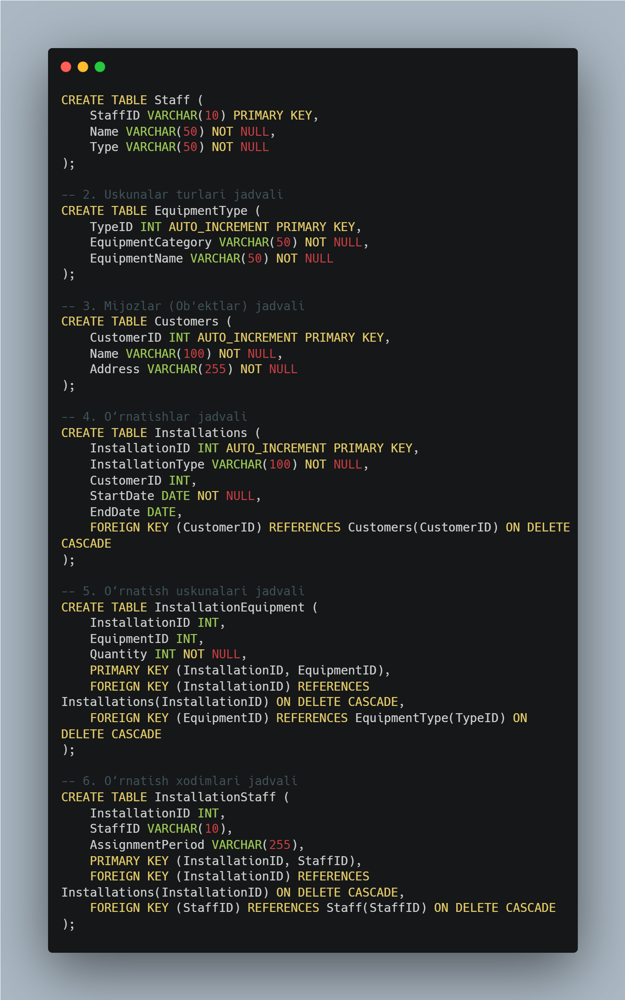 CREATE TABLE Staff (
    StaffID VARCHAR(10) PRIMARY KEY,
    Name VARCHAR(50) NOT NULL,
    Type VARCHAR(50) NOT NULL
);

-- 2. Uskunalar turlari jadvali
CREATE TABLE EquipmentType (
    TypeID INT AUTO_INCREMENT PRIMARY KEY,
    EquipmentCategory VARCHAR(50) NOT NULL,
    EquipmentName VARCHAR(50) NOT NULL
);

-- 3. Mijozlar (Ob'ektlar) jadvali
CREATE TABLE Customers (
    CustomerID INT AUTO_INCREMENT PRIMARY KEY,
    Name VARCHAR(100) NOT NULL,
    Address VARCHAR(255) NOT NULL
);

-- 4. O‘rnatishlar jadvali
CREATE TABLE Installations (
    InstallationID INT AUTO_INCREMENT PRIMARY KEY,
    InstallationType VARCHAR(100) NOT NULL,
    CustomerID INT,
    StartDate DATE NOT NULL,
    EndDate DATE,
    FOREIGN KEY (CustomerID) REFERENCES Customers(CustomerID) ON DELETE
CASCADE
);

-- 5. O‘rnatish uskunalari jadvali
CREATE TABLE InstallationEquipment (
    InstallationID INT,
    EquipmentID INT,
    Quantity INT NOT NULL,
    PRIMARY KEY (InstallationID, EquipmentID),
    FOREIGN KEY (InstallationID) REFERENCES
Installations(InstallationID) ON DELETE CASCADE,
    FOREIGN KEY (EquipmentID) REFERENCES EquipmentType(TypeID) ON
DELETE CASCADE
);

-- 6. O‘rnatish xodimlari jadvali
CREATE TABLE InstallationStaff (
    InstallationID INT,
    StaffID VARCHAR(10),
    AssignmentPeriod VARCHAR(255),
    PRIMARY KEY (InstallationID, StaffID),
    FOREIGN KEY (InstallationID) REFERENCES
Installations(InstallationID) ON DELETE CASCADE,
    FOREIGN KEY (StaffID) REFERENCES Staff(StaffID) ON DELETE CASCADE
);